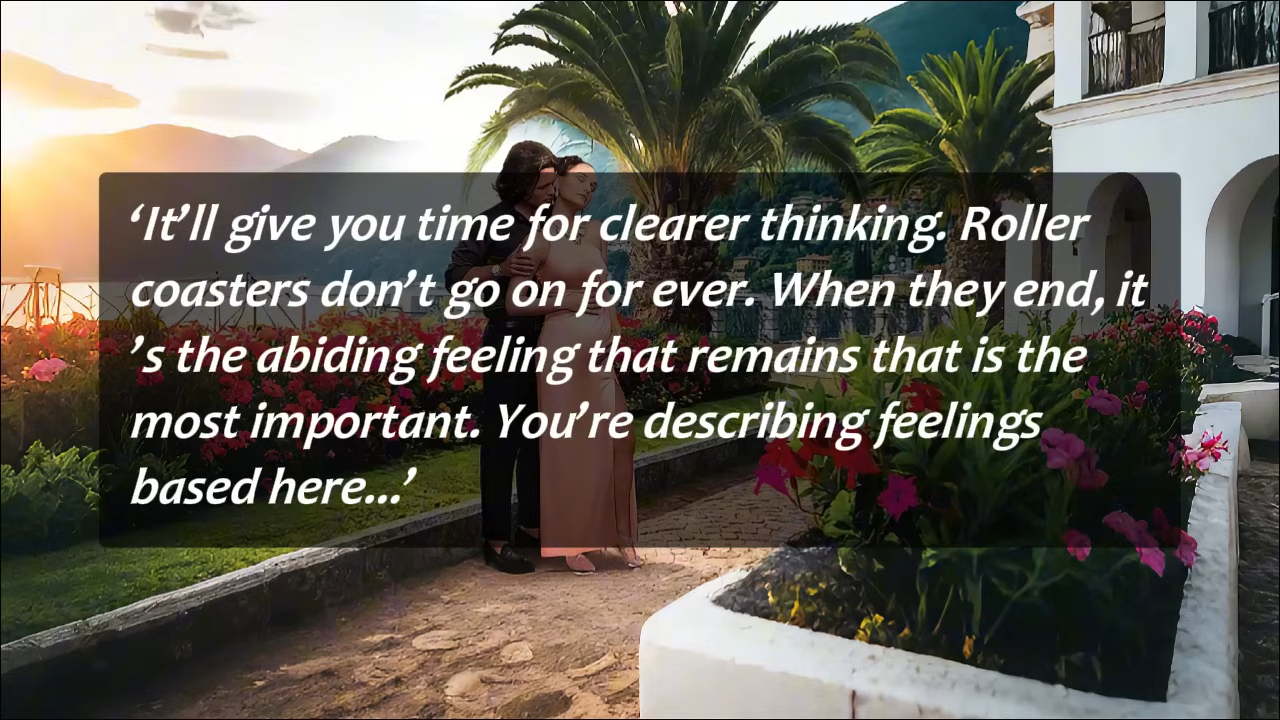 ‘It’ll give you time for clearer thinking. Roller
coasters don’t go on for ever. When they end, it
’s the abiding feeling that remains that is the
most important. You’re describing feelings
based here...’